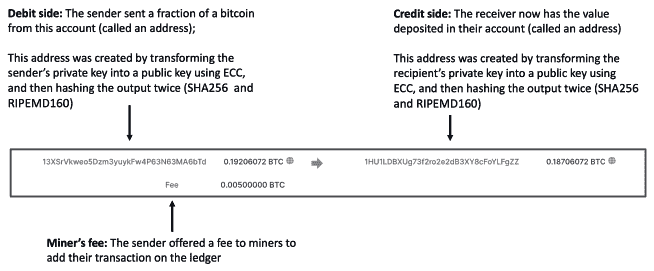 Debit side: The sender sent a fraction of a bitcoin
from this account (called an address);
This address was created by transforming the
sender's private key into a public key using ECC,
and then hashing the output twice (SHA256 and
RIPEMD160)
Credit side: The receiver now has the value
deposited in their account (called an address)
This address was created by transforming the
recipient's private key into a public key using
ECC, and then hashing the output twice (SHA256
and RIPEMD160)
13XSrVkweo5Dzm3yuykFw4P63N63MA6bTd 0.19206072 BTC 1HU1LDBXUg73f2ro2e2dB3XY8cFoYLFgZZ 0.18706072 BTC
Fee 0.00500000 BTC
Miner's fee: The sender offered a fee to miners to
add their transaction on the ledger